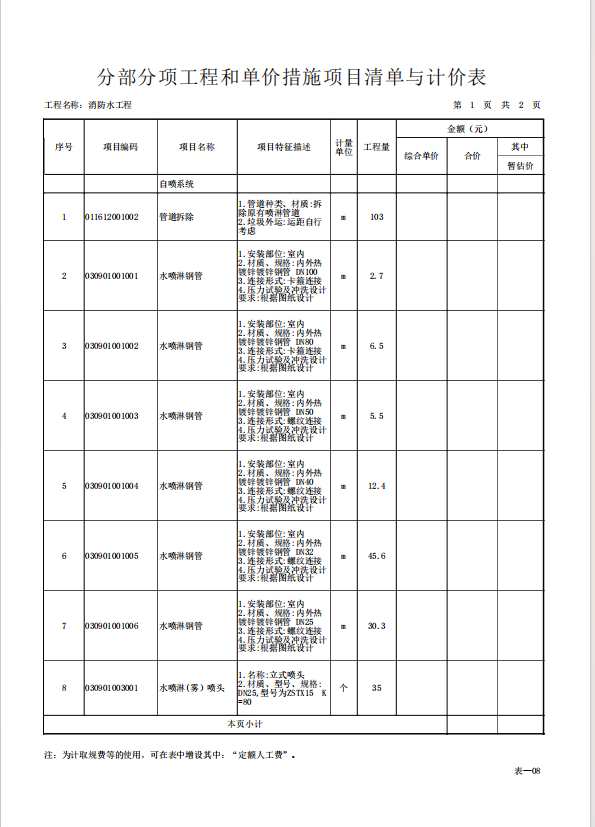 分部分项工程和单价措施项目清单与计价表
工程名称：消防水工程 第 1 页 共 2 页
序号 项目编码 项目名称 项目特征描述 计量单位 工程量 金额（元）
综合单价 合价 其中
暂估价
自喷系统
1 011612001002 管道拆除 1.管道种类、材质:拆
除原有喷淋管道
2.垃圾外运:运距自行
考虑 m 103
2 030901001001 水喷淋钢管 1.安装部位:室内
2.材质、规格:内外热
镀锌镀锌钢管 DN100
3.连接形式:卡箍连接
4.压力试验及冲洗设计
要求:根据图纸设计 m 2.7
3 030901001002 水喷淋钢管 1.安装部位:室内
2.材质、规格:内外热
镀锌镀锌钢管 DN80
3.连接形式:卡箍连接
4.压力试验及冲洗设计
要求:根据图纸设计 m 6.5
4 030901001003 水喷淋钢管 1.安装部位:室内
2.材质、规格:内外热
镀锌镀锌钢管 DN50
3.连接形式:螺纹连接
4.压力试验及冲洗设计
要求:根据图纸设计 m 5.5
5 030901001004 水喷淋钢管 1.安装部位:室内
2.材质、规格:内外热
镀锌镀锌钢管 DN40
3.连接形式:螺纹连接
4.压力试验及冲洗设计
要求:根据图纸设计 m 12.4
6 030901001005 水喷淋钢管 1.安装部位:室内
2.材质、规格:内外热
镀锌镀锌钢管 DN32
3.连接形式:螺纹连接
4.压力试验及冲洗设计
要求:根据图纸设计 m 45.6
7 030901001006 水喷淋钢管 1.安装部位:室内
2.材质、规格:内外热
镀锌镀锌钢管 DN25
3.连接形式:螺纹连接
4.压力试验及冲洗设计
要求:根据图纸设计 m 30.3
8 030901003001 水喷淋(雾) 喷头 1.名称:立式喷头
2.材质、型号、规格:
DN25,型号为ZSTX15 K
=80 个 35
本页小计
注：为计取规费等的使用，可在表中增设其中：“定额人工费”。
表—08